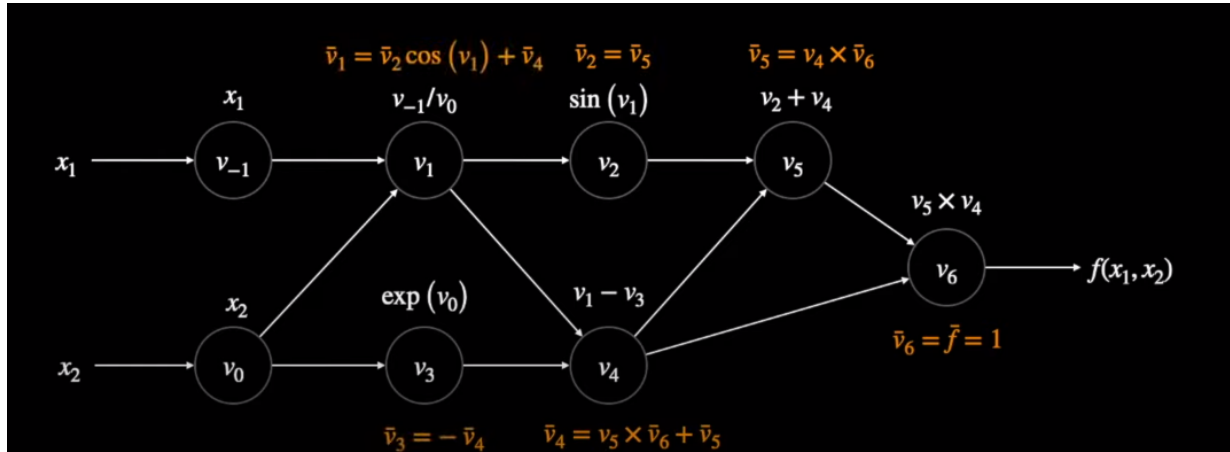 v̄₁ = v̄₂ cos (v₁) + v̄₄ v̄₂ = v̄₅ v̄₅ = v₄ × v̄₆
x₁ v₋₁/v₀ sin (v₁) v₂ + v₄
x₁ v₋₁ v₁ v₂ v₅
v₅ × v₄
v₆ f(x₁, x₂)
x₂ exp (v₀) v₁ − v₃
v̄₆ = f̄ = 1
x₂ v₀ v₃ v₄
v̄₃ = − v̄₄ v̄₄ = v₅ × v̄₆ + v̄₅